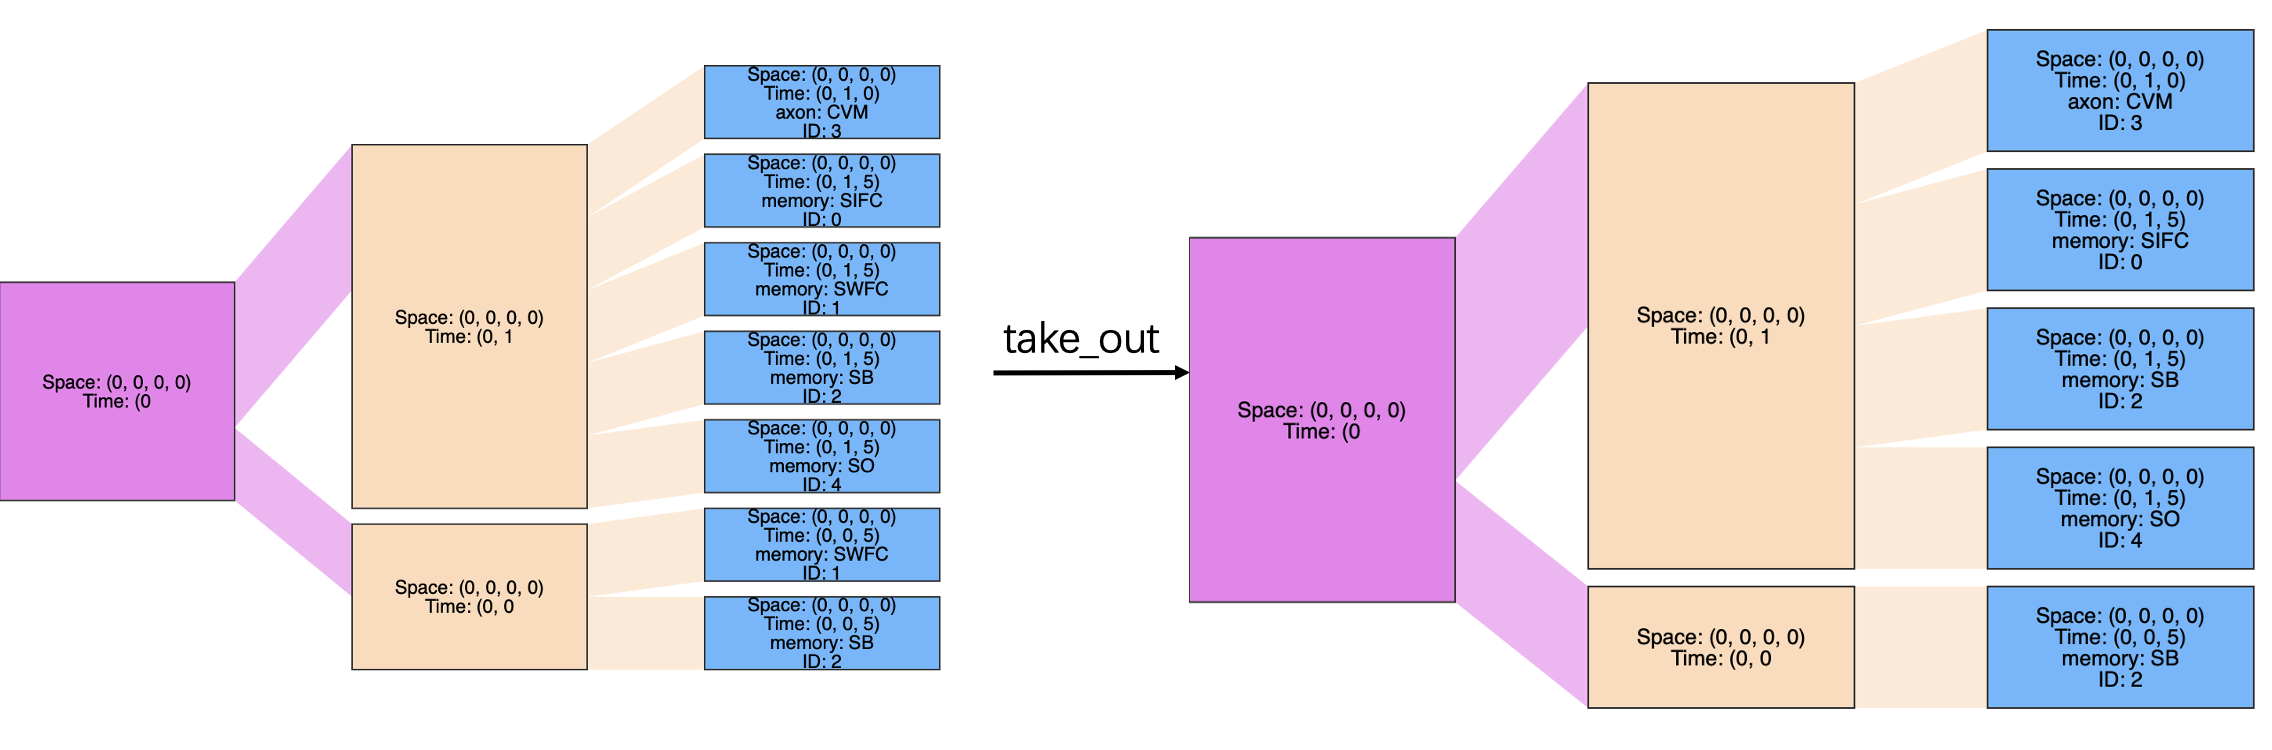 Space: (0, 0, 0, 0)
Time: (0
Space: (0, 0, 0, 0)
Time: (0, 1
Space: (0, 0, 0, 0)
Time: (0, 0
Space: (0, 0, 0, 0)
Time: (0, 1, 0)
axon: CVM
ID: 3
Space: (0, 0, 0, 0)
Time: (0, 1, 5)
memory: SIFC
ID: 0
Space: (0, 0, 0, 0)
Time: (0, 1, 5)
memory: SWFC
ID: 1
Space: (0, 0, 0, 0)
Time: (0, 1, 5)
memory: SB
ID: 2
Space: (0, 0, 0, 0)
Time: (0, 1, 5)
memory: SO
ID: 4
Space: (0, 0, 0, 0)
Time: (0, 0, 5)
memory: SWFC
ID: 1
Space: (0, 0, 0, 0)
Time: (0, 0, 5)
memory: SB
ID: 2
take_out
Space: (0, 0, 0, 0)
Time: (0
Space: (0, 0, 0, 0)
Time: (0, 1
Space: (0, 0, 0, 0)
Time: (0, 0
Space: (0, 0, 0, 0)
Time: (0, 1, 0)
axon: CVM
ID: 3
Space: (0, 0, 0, 0)
Time: (0, 1, 5)
memory: SIFC
ID: 0
Space: (0, 0, 0, 0)
Time: (0, 1, 5)
memory: SB
ID: 2
Space: (0, 0, 0, 0)
Time: (0, 1, 5)
memory: SO
ID: 4
Space: (0, 0, 0, 0)
Time: (0, 0, 5)
memory: SB
ID: 2